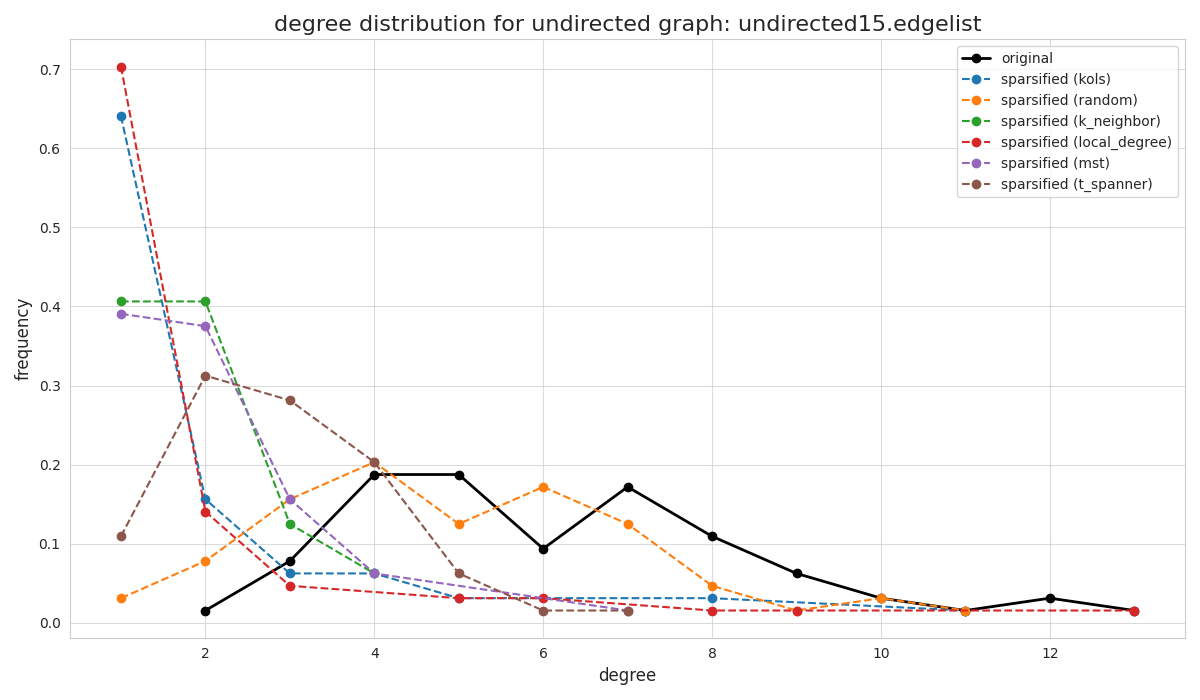 degree distribution for undirected graph: undirected15.edgelist
original
sparsified (kols)
sparsified (random)
sparsified (k_neighbor)
sparsified (local_degree)
sparsified (mst)
sparsified (t_spanner)
frequency
0.7
0.6
0.5
0.4
0.3
0.2
0.1
0.0
2 4 6 8 10 12
degree